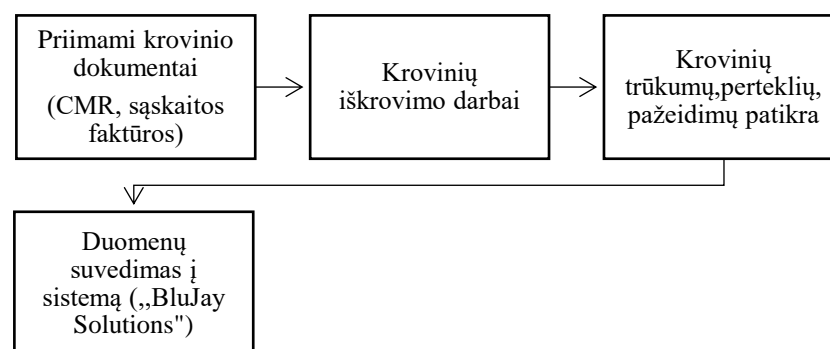 Priimami krovinio
dokumentai
(CMR, sąskaitos
faktūros)
Krovinių
iškrovimo darbai
Krovinių
trūkumų,perteklių,
pažeidimų patikra
Duomenų
suvedimas į
sistemą (,,BluJay
Solutions")